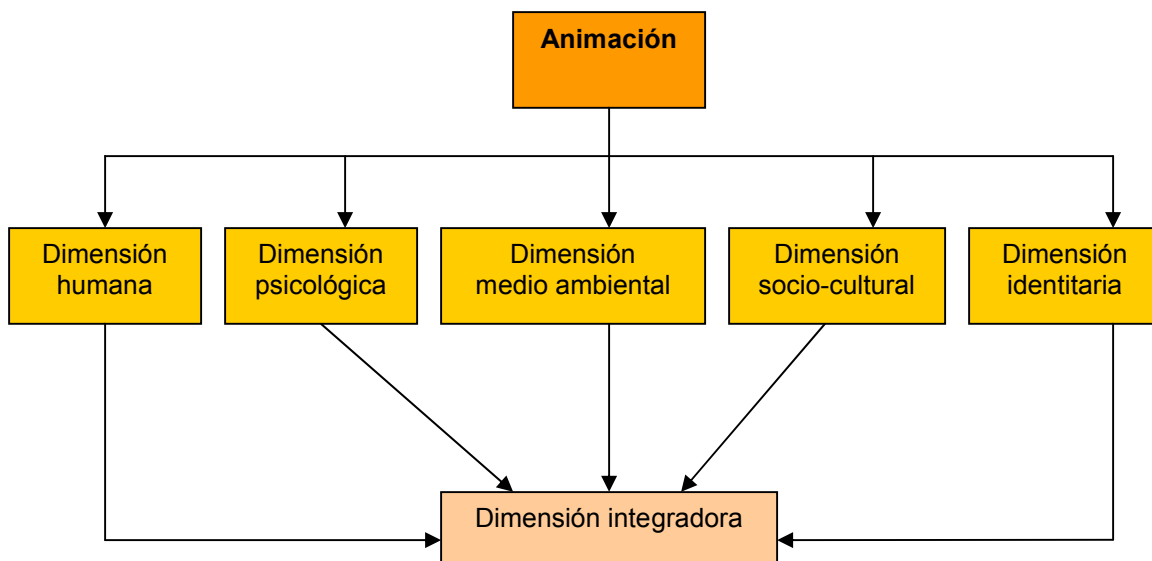 Animación
Dimensión
humana
Dimensión
psicológica
Dimensión
medio ambiental
Dimensión
socio-cultural
Dimensión
identitaria
Dimensión integradora